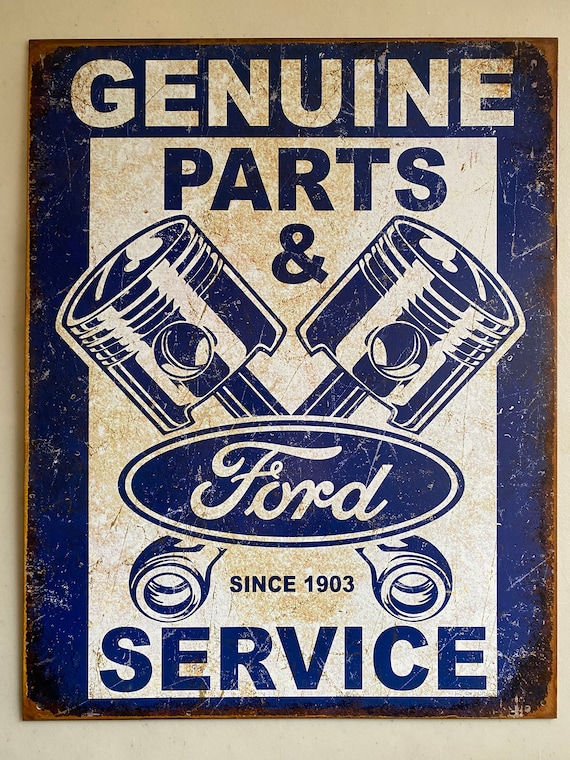 GENUINE
PARTS
&
Ford
SINCE 1903
SERVICE